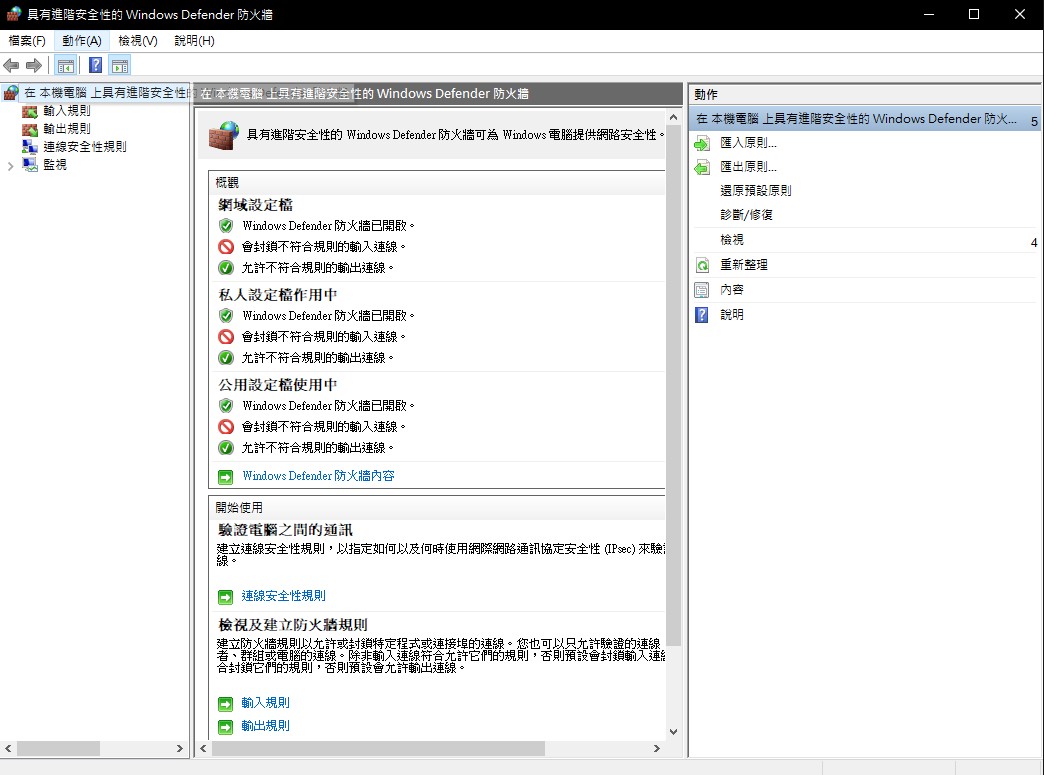 具有進階安全性的 Windows Defender 防火牆
檔案(F) 動作(A) 檢視(V) 說明(H)
在 本機電腦 上具有進階安全性的
輸入規則
輸出規則
連線安全性規則
監視
在 本機電腦 上具有進階安全性的 Windows Defender 防火牆
具有進階安全性的 Windows Defender 防火牆可為 Windows 電腦提供網路安全性。
概觀
網域設定檔
Windows Defender 防火牆已開啟。
會封鎖不符合規則的輸入連線。
允許不符合規則的輸出連線。
私人設定檔作用中
Windows Defender 防火牆已開啟。
會封鎖不符合規則的輸入連線。
允許不符合規則的輸出連線。
公用設定檔使用中
Windows Defender 防火牆已開啟。
會封鎖不符合規則的輸入連線。
允許不符合規則的輸出連線。
Windows Defender 防火牆內容
開始使用
驗證電腦之間的通訊
建立連線安全性規則，以指定如何以及何時使用網際網路通訊協定安全性 (IPsec) 來驗
線。
連線安全性規則
檢視及建立防火牆規則
建立防火牆規則以允許或封鎖特定程式或連接埠的連線。您也可以只允許驗證的連線
者、群組或電腦的連線。除非輸入連線符合允許它們的規則，否則預設會封鎖輸入連
合封鎖它們的規則，否則預設會允許輸出連線。
輸入規則
輸出規則
動作
在 本機電腦 上具有進階安全性的 Windows Defender 防火... 5
匯入原則...
匯出原則...
還原預設原則
診斷/修復
檢視 4
重新整理
內容
說明